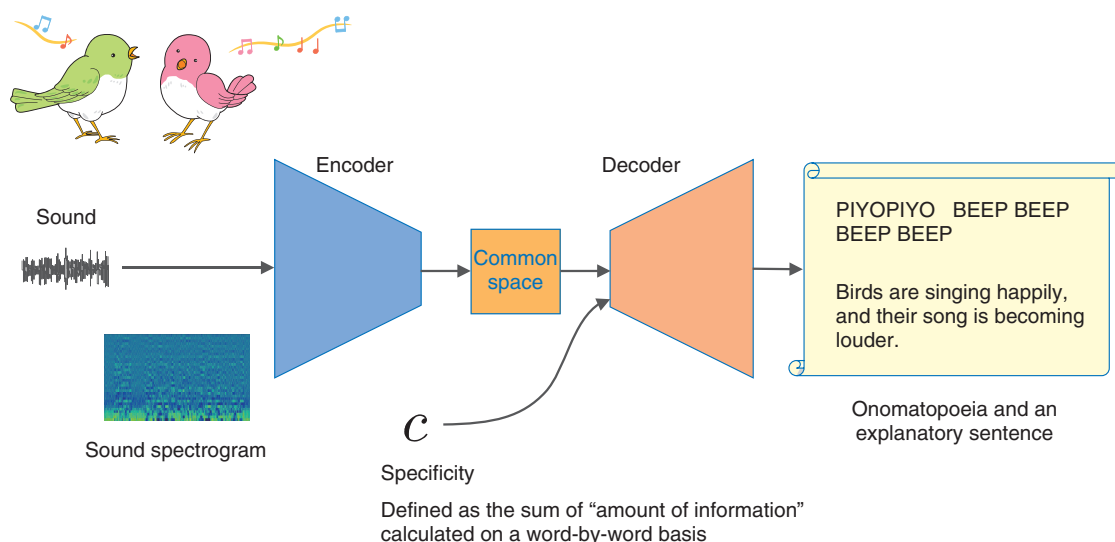 Encoder
Decoder
Sound
Common
space
PIYOPIYO BEEP BEEP
BEEP BEEP
Birds are singing happily,
and their song is becoming
louder.
Sound spectrogram
c
Specificity
Defined as the sum of “amount of information”
calculated on a word-by-word basis
Onomatopoeia and an
explanatory sentence